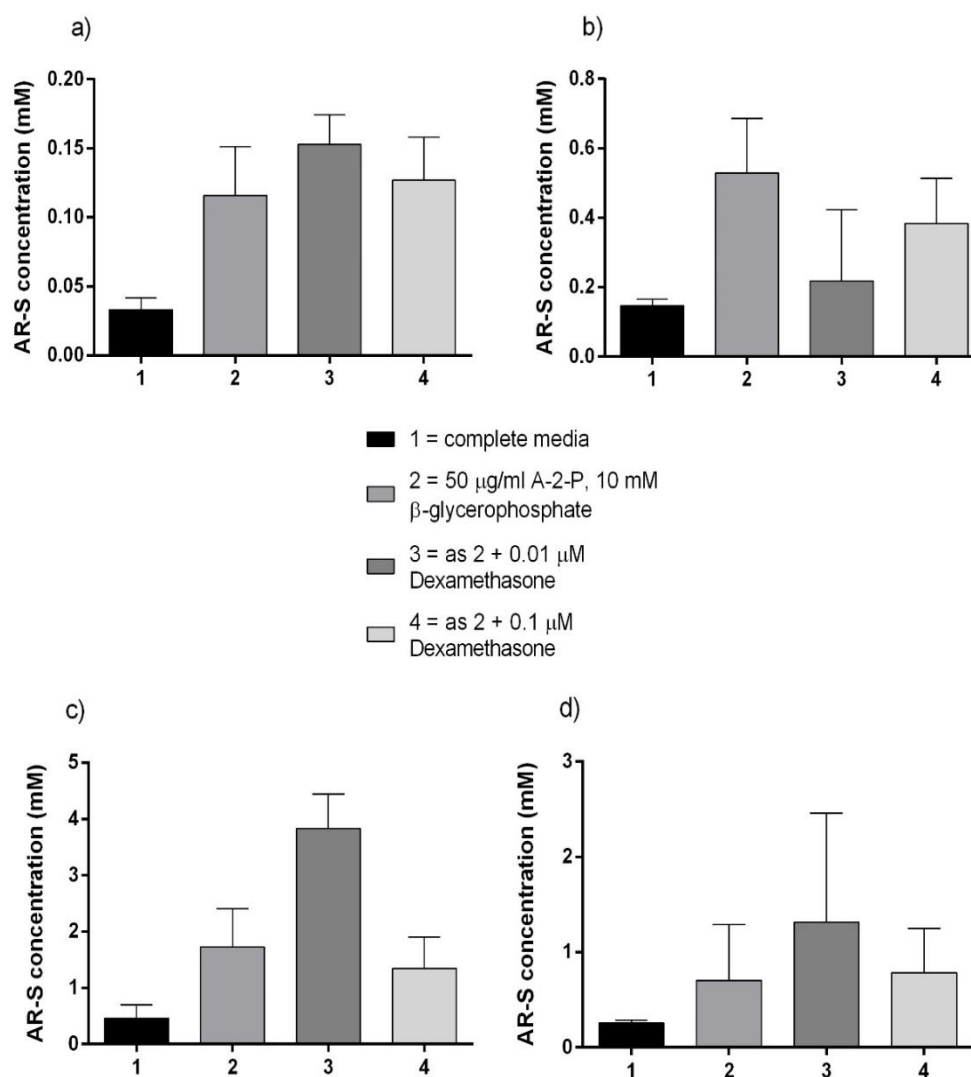 a)
AR-S concentration (mM)
0.20
0.15
0.10
0.05
0.00
1 2 3 4
b)
AR-S concentration (mM)
0.8
0.6
0.4
0.2
0.0
1 2 3 4
1 = complete media
2 = 50 μg/ml A-2-P, 10 mM
β-glycerophosphate
3 = as 2 + 0.01 μM
Dexamethasone
4 = as 2 + 0.1 μM
Dexamethasone
c)
AR-S concentration (mM)
5
4
3
2
1
0
1 2 3 4
d)
AR-S concentration (mM)
3
2
1
0
1 2 3 4